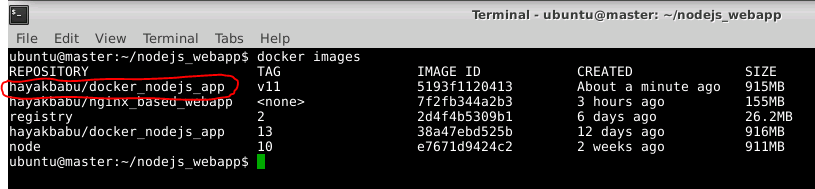 Terminal - ubuntu@master: ~/nodejs_webapp
File Edit View Terminal Tabs Help
ubuntu@master:~/nodejs_webapp$ docker images
REPOSITORY TAG IMAGE ID CREATED SIZE
hayakbabu/docker_nodejs_app v11 5193f1120413 About a minute ago 915MB
hayakbabu/nginx_based_webapp <none> 7f2fb344a2b3 3 hours ago 155MB
registry 2 2d4f4b5309b1 6 days ago 26.2MB
hayakbabu/docker_nodejs_app 13 38a47ebd525b 12 days ago 916MB
node 10 e7671d9424c2 2 weeks ago 911MB
ubuntu@master:~/nodejs_webapp$